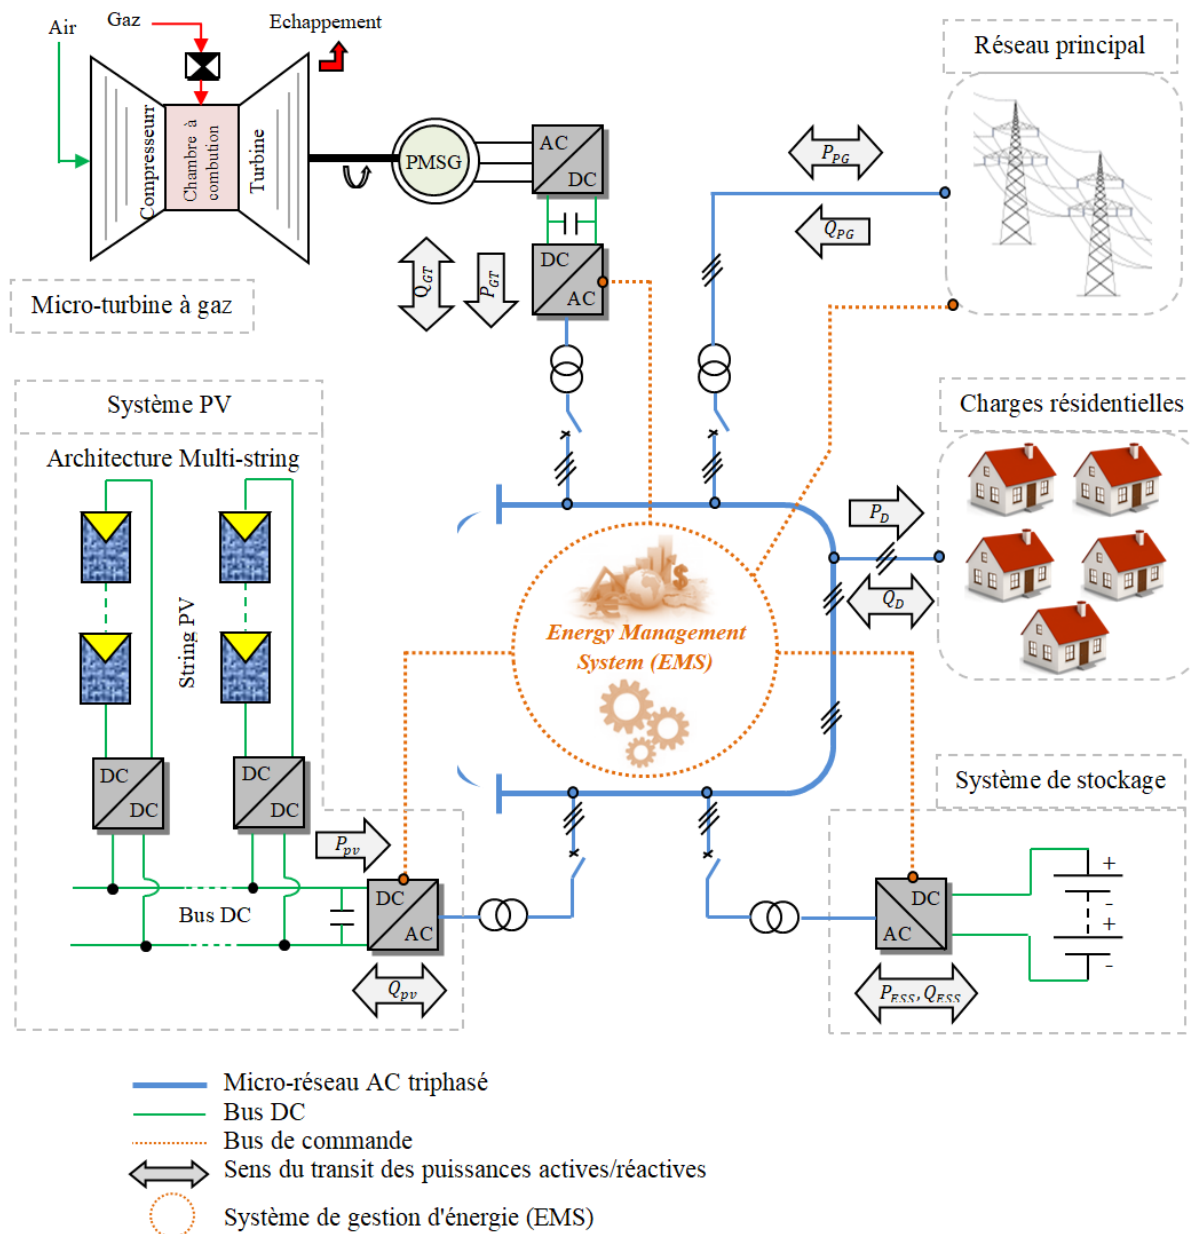 Air
Gaz
Echappement
Compresseurr
Chambre à
combution
Turbine
PMSG
AC
DC
DC
AC
Q_GT
P_GT
Micro-turbine à gaz
P_PG
Q_PG
Réseau principal
Système PV
Architecture Multi-string
String PV
DC
DC
DC
DC
Bus DC
P_pv
DC
AC
Q_pv
Energy Management
System (EMS)
Charges résidentielles
P_D
Q_D
Système de stockage
DC
AC
+
-
+
-
P_ESS, Q_ESS
Micro-réseau AC triphasé
Bus DC
Bus de commande
Sens du transit des puissances actives/réactives
Système de gestion d'énergie (EMS)